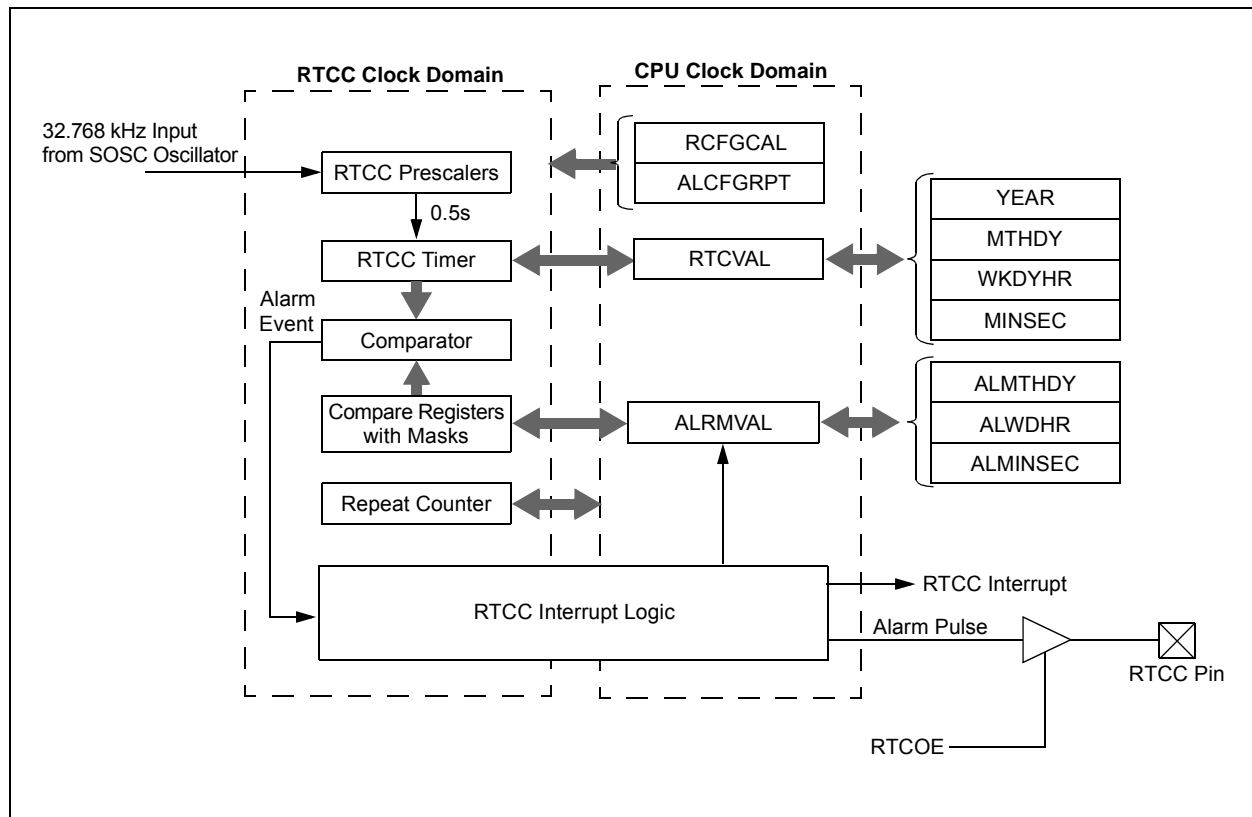 RTCC Clock Domain
CPU Clock Domain
32.768 kHz Input
from SOSC Oscillator
RTCC Prescalers
0.5s
RTCC Timer
Alarm
Event
Comparator
Compare Registers
with Masks
Repeat Counter
RCFGCAL
ALCFGRPT
RTCVAL
YEAR
MTHDY
WKDYHR
MINSEC
ALRMVAL
ALMTHDY
ALWDHR
ALMINSEC
RTCC Interrupt Logic
RTCC Interrupt
Alarm Pulse
RTCC Pin
RTCOE